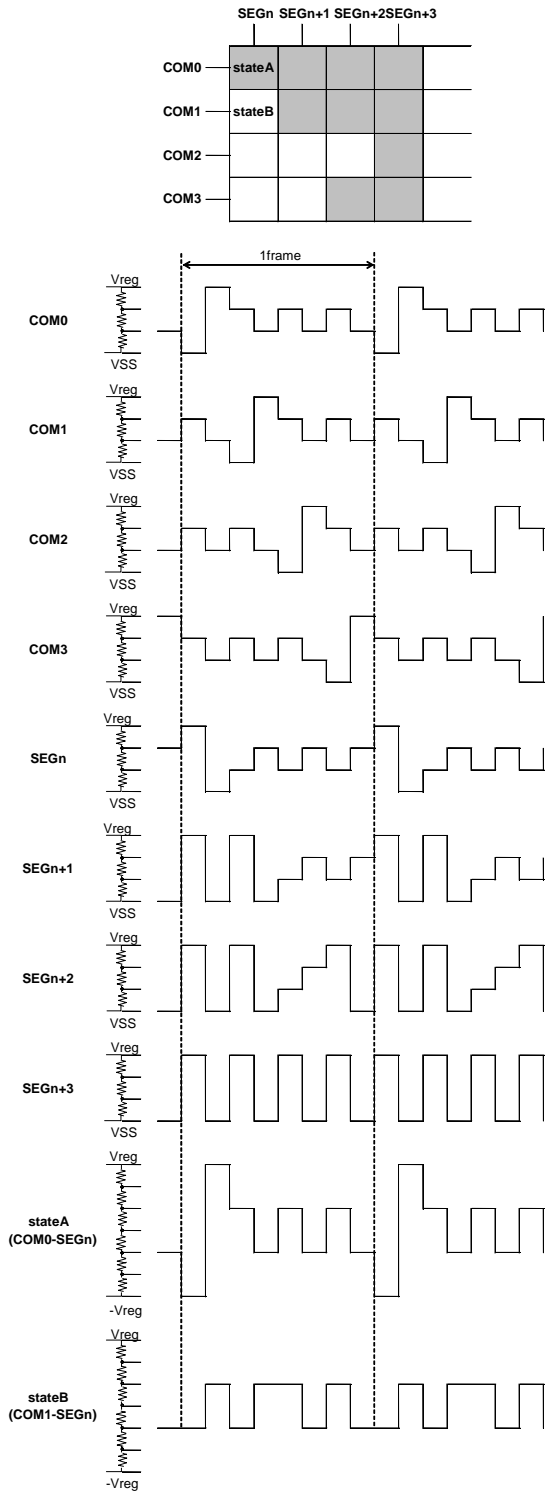 SEGn SEGn+1 SEGn+2SEGn+3
COM0 stateA
COM1 stateB
COM2
COM3
1frame
Vreg
COM0
VSS
Vreg
COM1
VSS
Vreg
COM2
VSS
Vreg
COM3
VSS
Vreg
SEGn
VSS
Vreg
SEGn+1
VSS
Vreg
SEGn+2
VSS
Vreg
SEGn+3
VSS
Vreg
stateA
(COM0-SEGn)
-Vreg
Vreg
stateB
(COM1-SEGn)
-Vreg